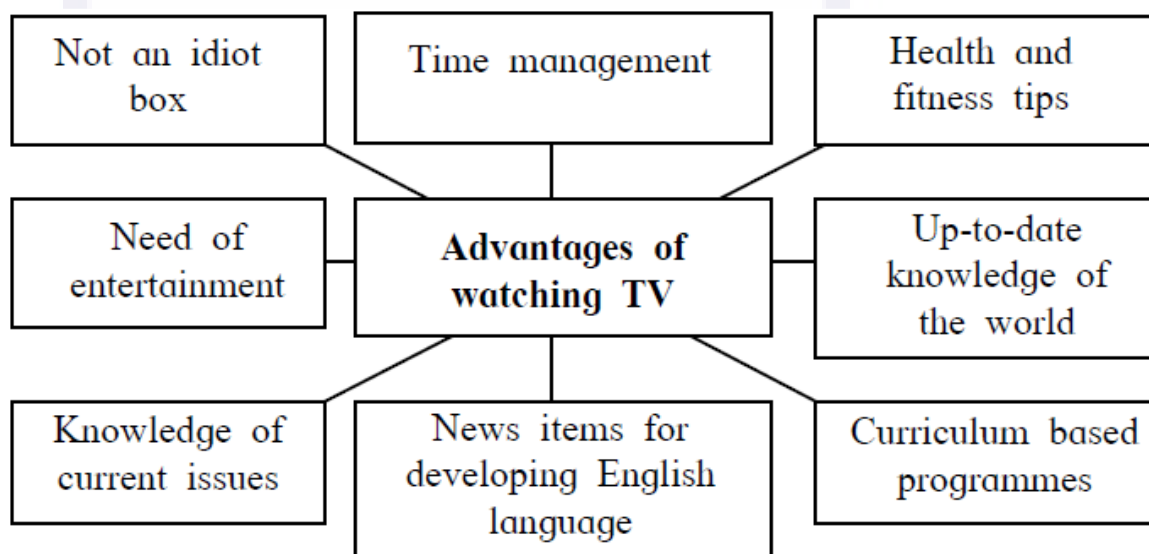 Not an idiot
box
Time management
Health and
fitness tips
Need of
entertainment
Advantages of
watching TV
Up-to-date
knowledge of
the world
Knowledge of
current issues
News items for
developing English
language
Curriculum based
programmes